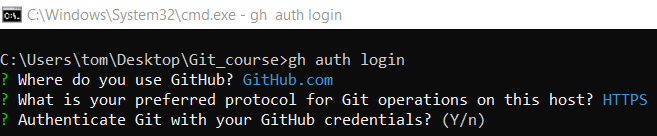 C:\Windows\System32\cmd.exe - gh  auth login
C:\Users\tom\Desktop\Git_course>gh auth login
? Where do you use GitHub? GitHub.com
? What is your preferred protocol for Git operations on this host? HTTPS
? Authenticate Git with your GitHub credentials? (Y/n)